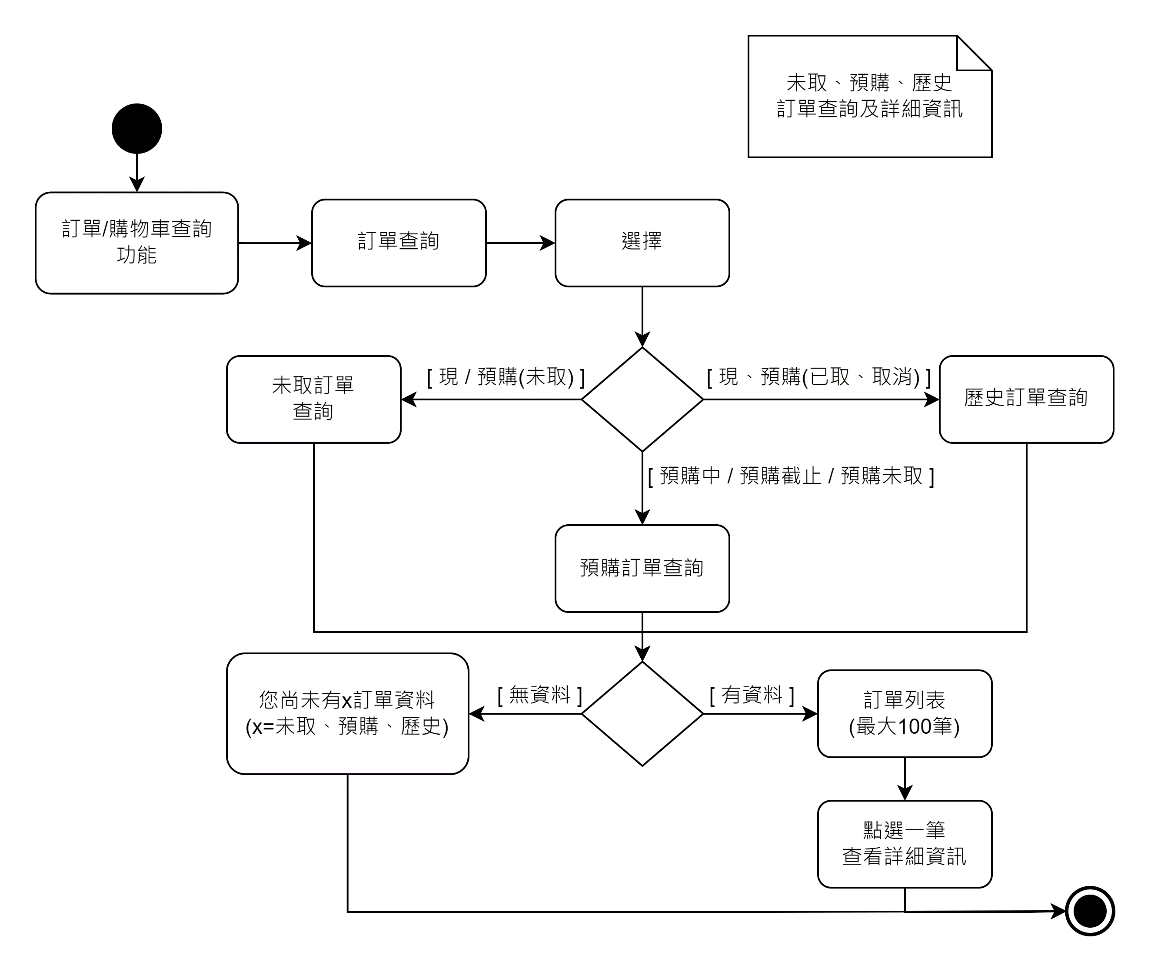 未取、預購、歷史
訂單查詢及詳細資訊
訂單/購物車查詢
功能
訂單查詢
選擇
未取訂單
查詢
[ 現 / 預購(未取) ]
[ 現、預購(已取、取消) ]
歷史訂單查詢
[ 預購中 / 預購截止 / 預購未取 ]
預購訂單查詢
您尚未有x訂單資料
(x=未取、預購、歷史)
[ 無資料 ]
[ 有資料 ]
訂單列表
(最大100筆)
點選一筆
查看詳細資訊